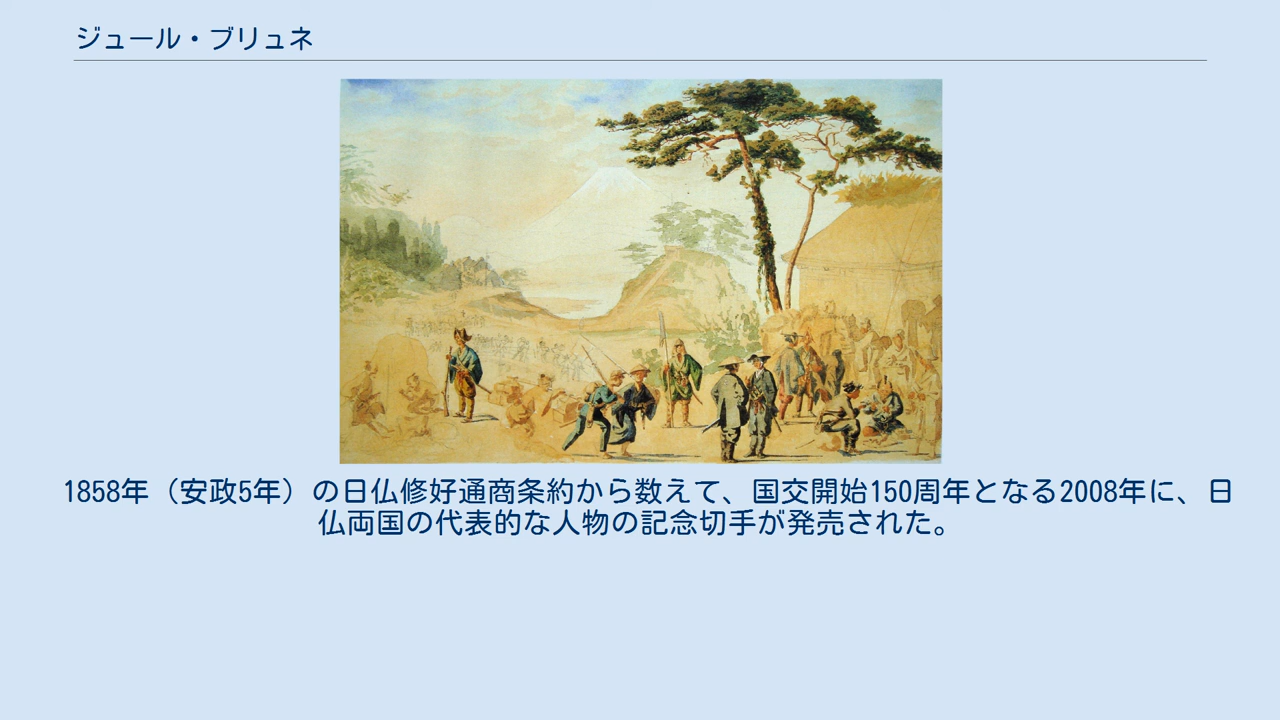 ジュール・ブリュネ
1858年（安政5年）の日仏修好通商条約から数えて、国交開始150周年となる2008年に、日
仏両国の代表的な人物の記念切手が発売された。